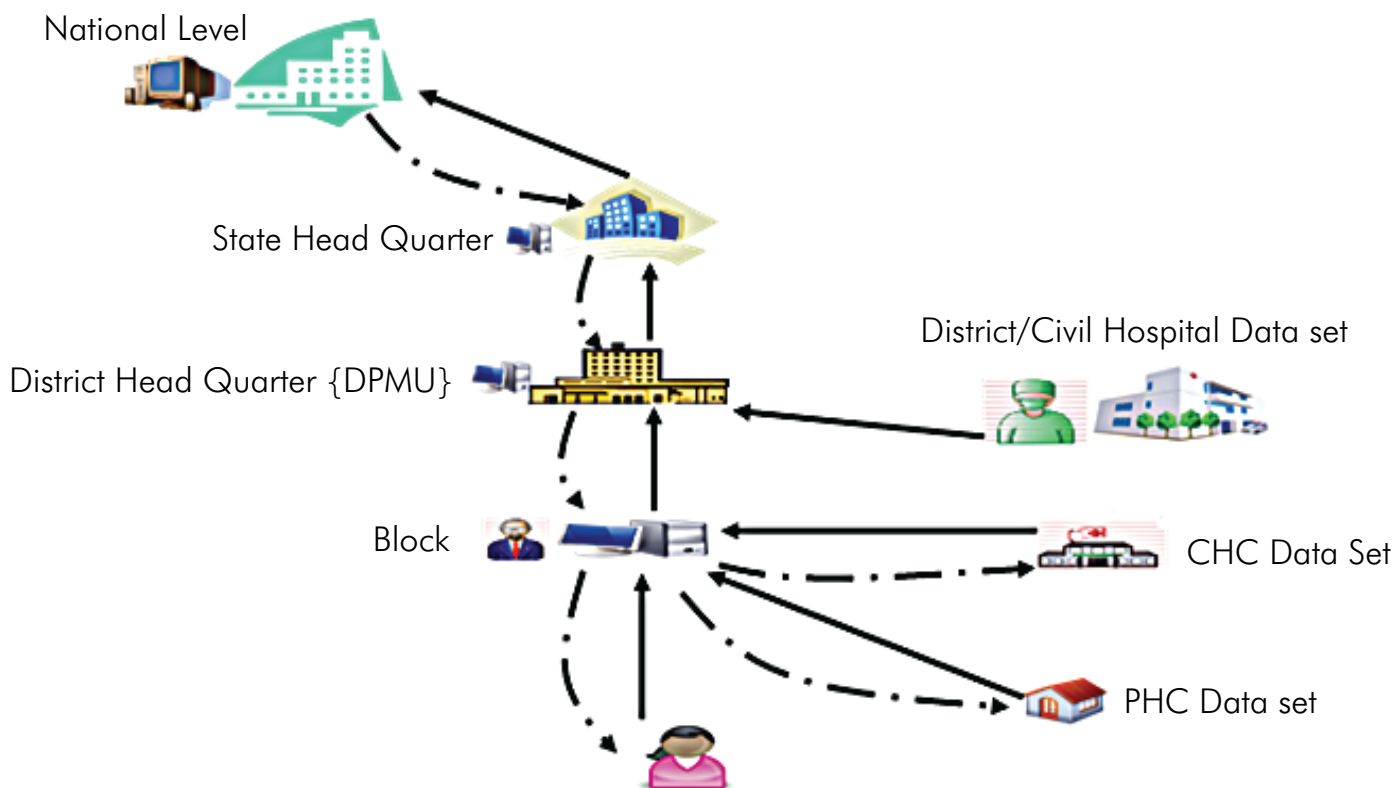 National Level
State Head Quarter
District/Civil Hospital Data set
District Head Quarter {DPMU}
Block
CHC Data Set
PHC Data set